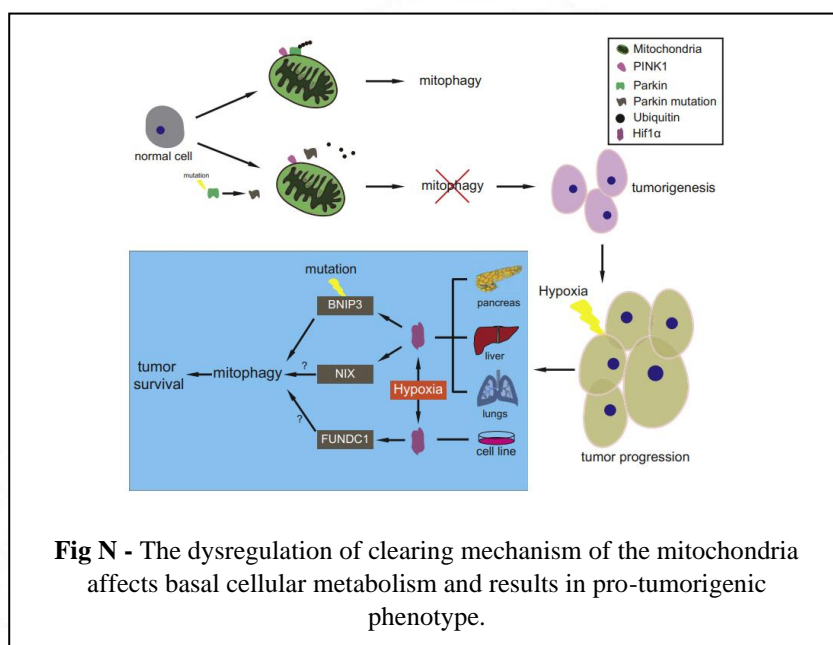 Mitochondria
PINK1
Parkin
Parkin mutation
Ubiquitin
Hif1α
mitophagy
normal cell
mutation
mitophagy
tumorigenesis
Hypoxia
tumor progression
mutation
BNIP3
pancreas
tumor
survival
mitophagy
?
NIX
liver
Hypoxia
lungs
?
FUNDC1
cell line
Fig N - The dysregulation of clearing mechanism of the mitochondria
affects basal cellular metabolism and results in pro-tumorigenic
phenotype.